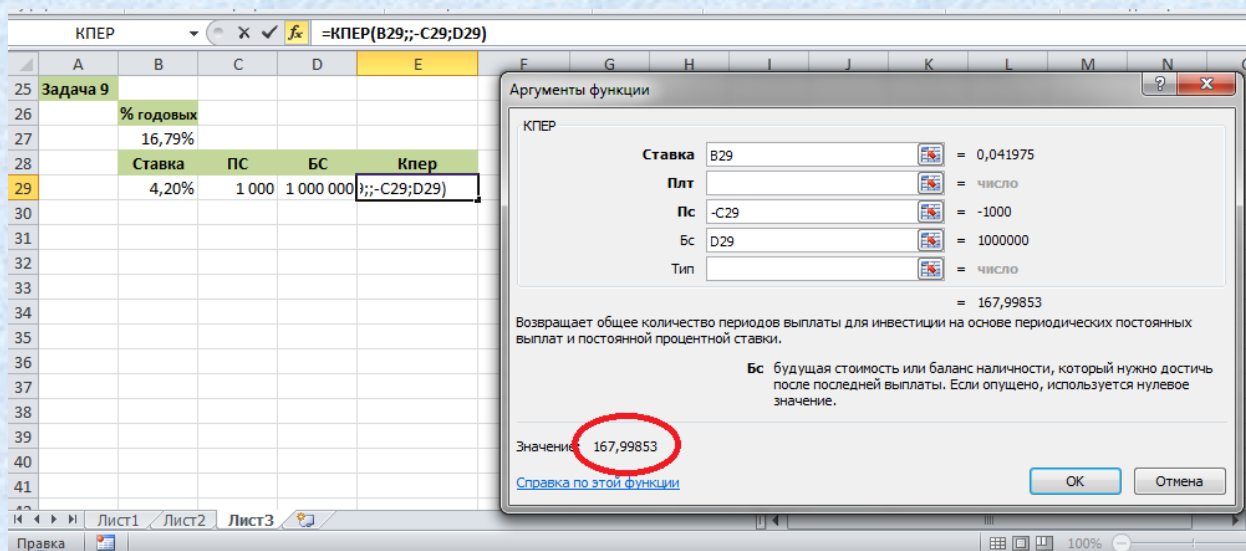 КПЕР =КПЕР(B29;;-C29;D29)
A B C D E F G H I J K L M N
25 Задача 9
26 % годовых
27 16,79%
28 Ставка ПС БС Кпер
29 4,20% 1 000 1 000 000 ;;-C29;D29)
30
31
32
33
34
35
36
37
38
39
40
41
Аргументы функции
КПЕР
Ставка B29 = 0,041975
Плт = число
Пс -C29 = -1000
Бс D29 = 1000000
Тип = число
= 167,99853
Возвращает общее количество периодов выплаты для инвестиции на основе периодических постоянных
выплат и постоянной процентной ставки.
Бс будущая стоимость или баланс наличности, который нужно достичь
после последней выплаты. Если опущено, используется нулевое
значение.
Значение: 167,99853
Справка по этой функции
ОК Отмена
Лист1 Лист2 Лист3
Правка 100%